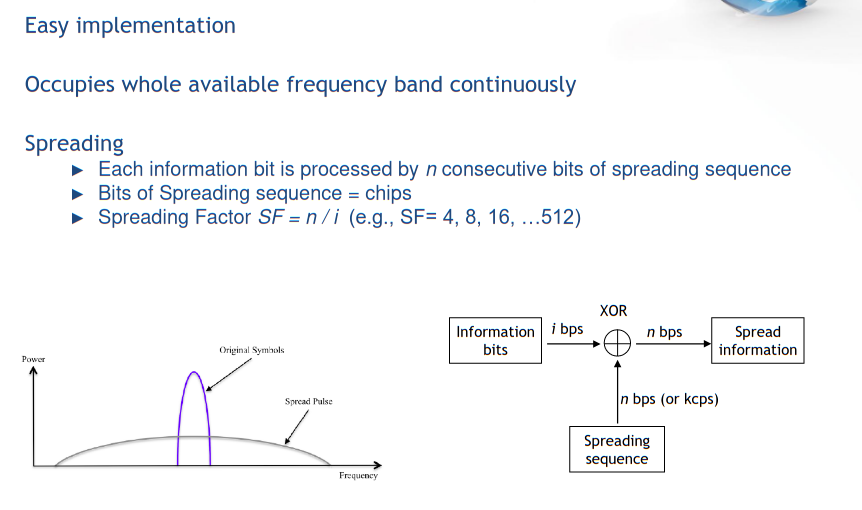 Easy implementation
Occupies whole available frequency band continuously
Spreading
► Each information bit is processed by n consecutive bits of spreading sequence
► Bits of Spreading sequence = chips
► Spreading Factor SF = n / i (e.g., SF= 4, 8, 16, …512)
Power
Original Symbols
Spread Pulse
Frequency
XOR
Information
bits
i bps
n bps
Spread
information
n bps (or kcps)
Spreading
sequence